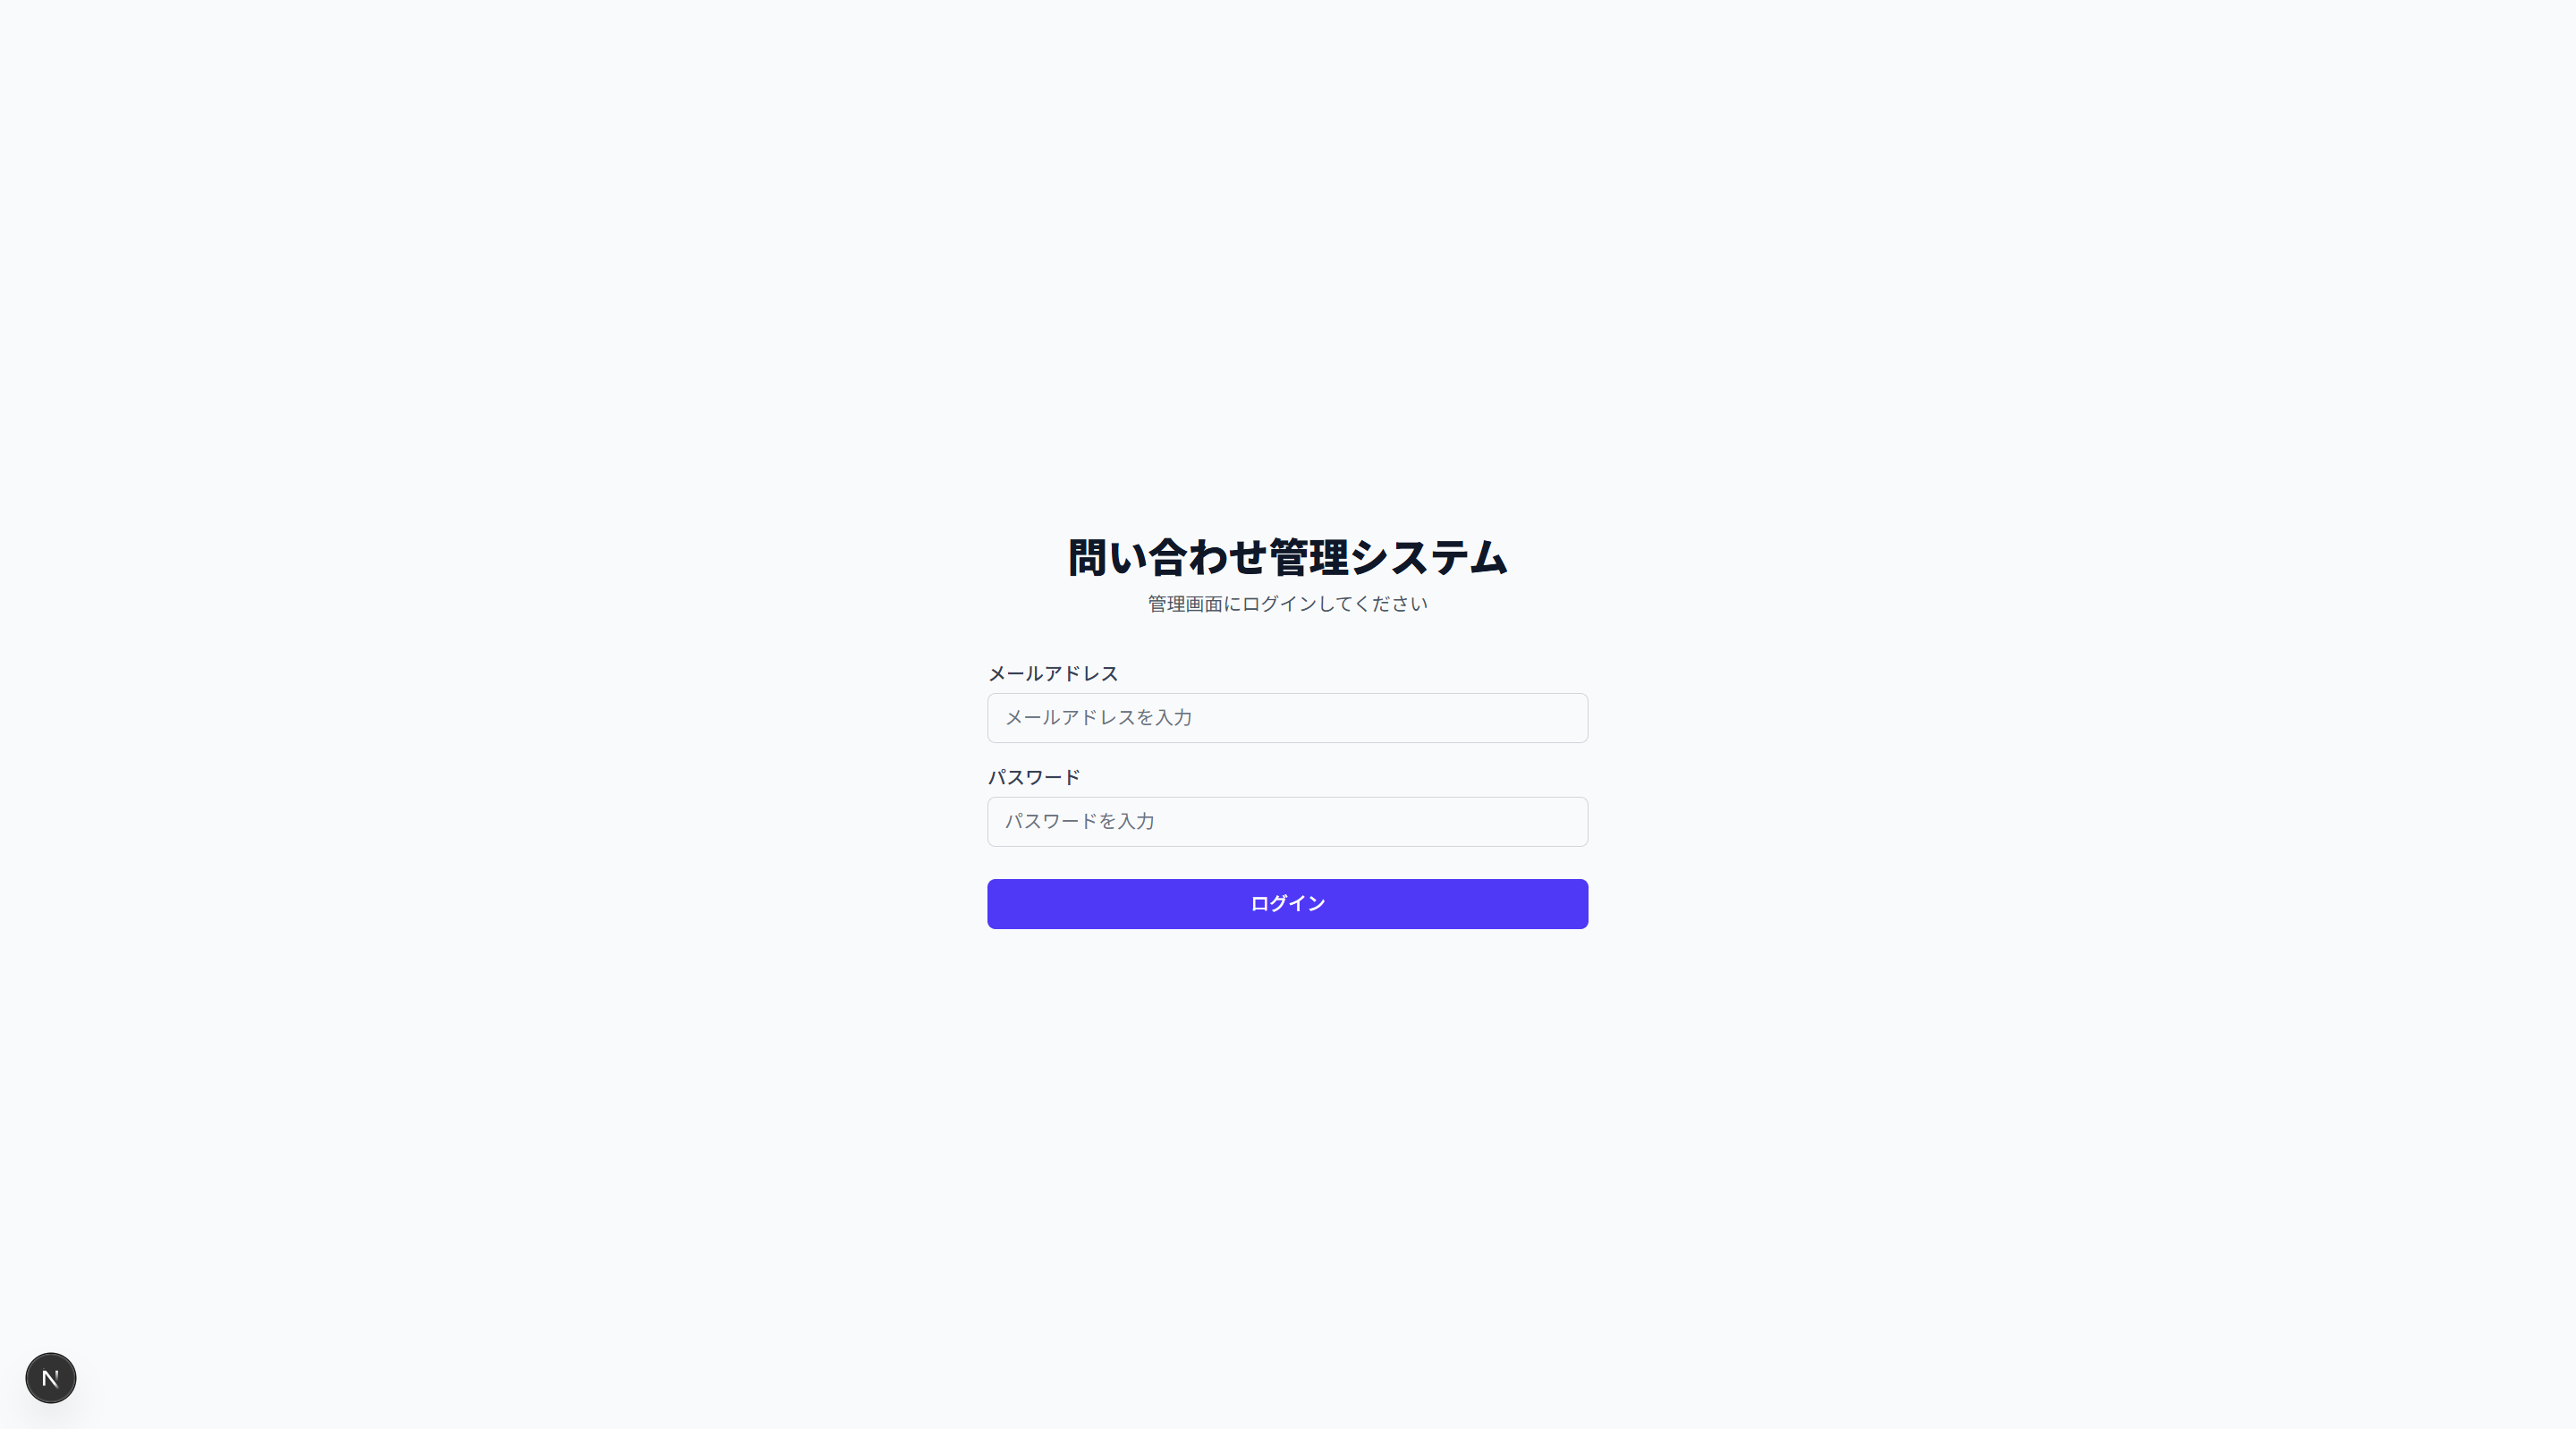 問い合わせ管理システム
管理画面にログインしてください
メールアドレス
メールアドレスを入力
パスワード
パスワードを入力
ログイン
N